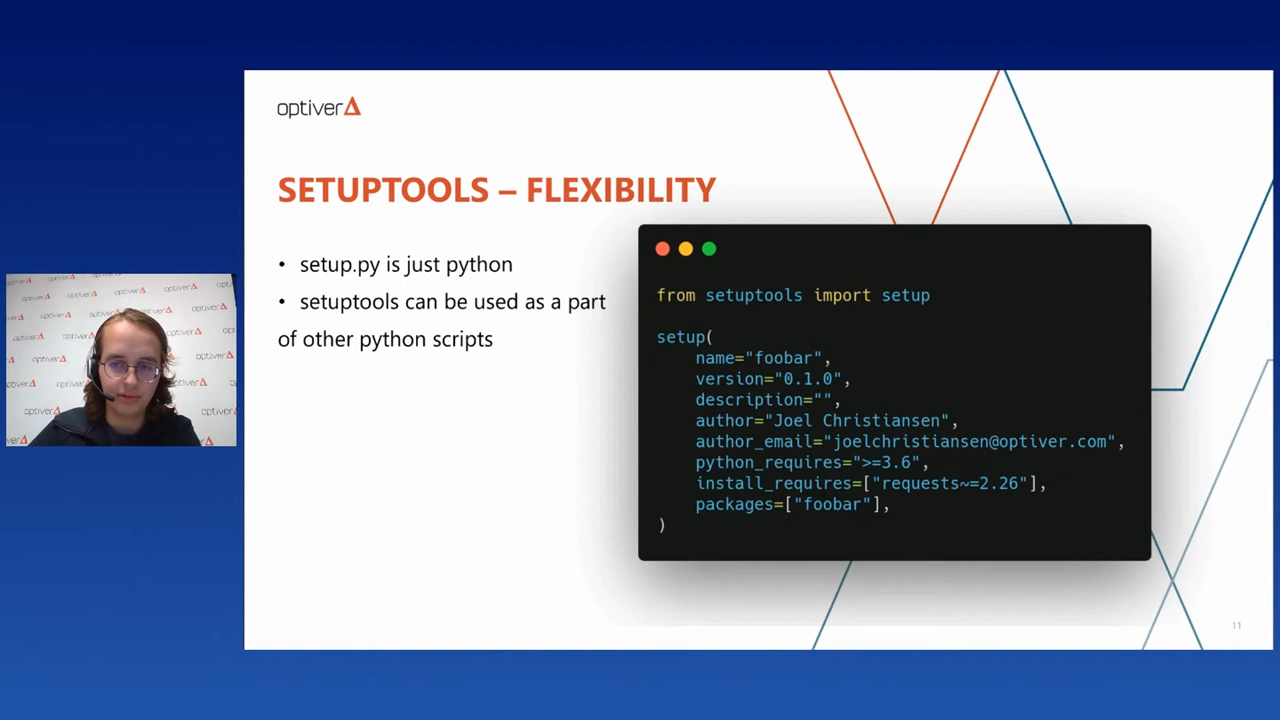 optiver
SETUPTOOLS – FLEXIBILITY
• setup.py is just python
• setuptools can be used as a part
of other python scripts
from setuptools import setup
setup(
    name="foobar",
    version="0.1.0",
    description="",
    author="Joel Christiansen",
    author_email="joelchristiansen@optiver.com",
    python_requires=">=3.6",
    install_requires=["requests~=2.26"],
    packages=["foobar"],
)
11